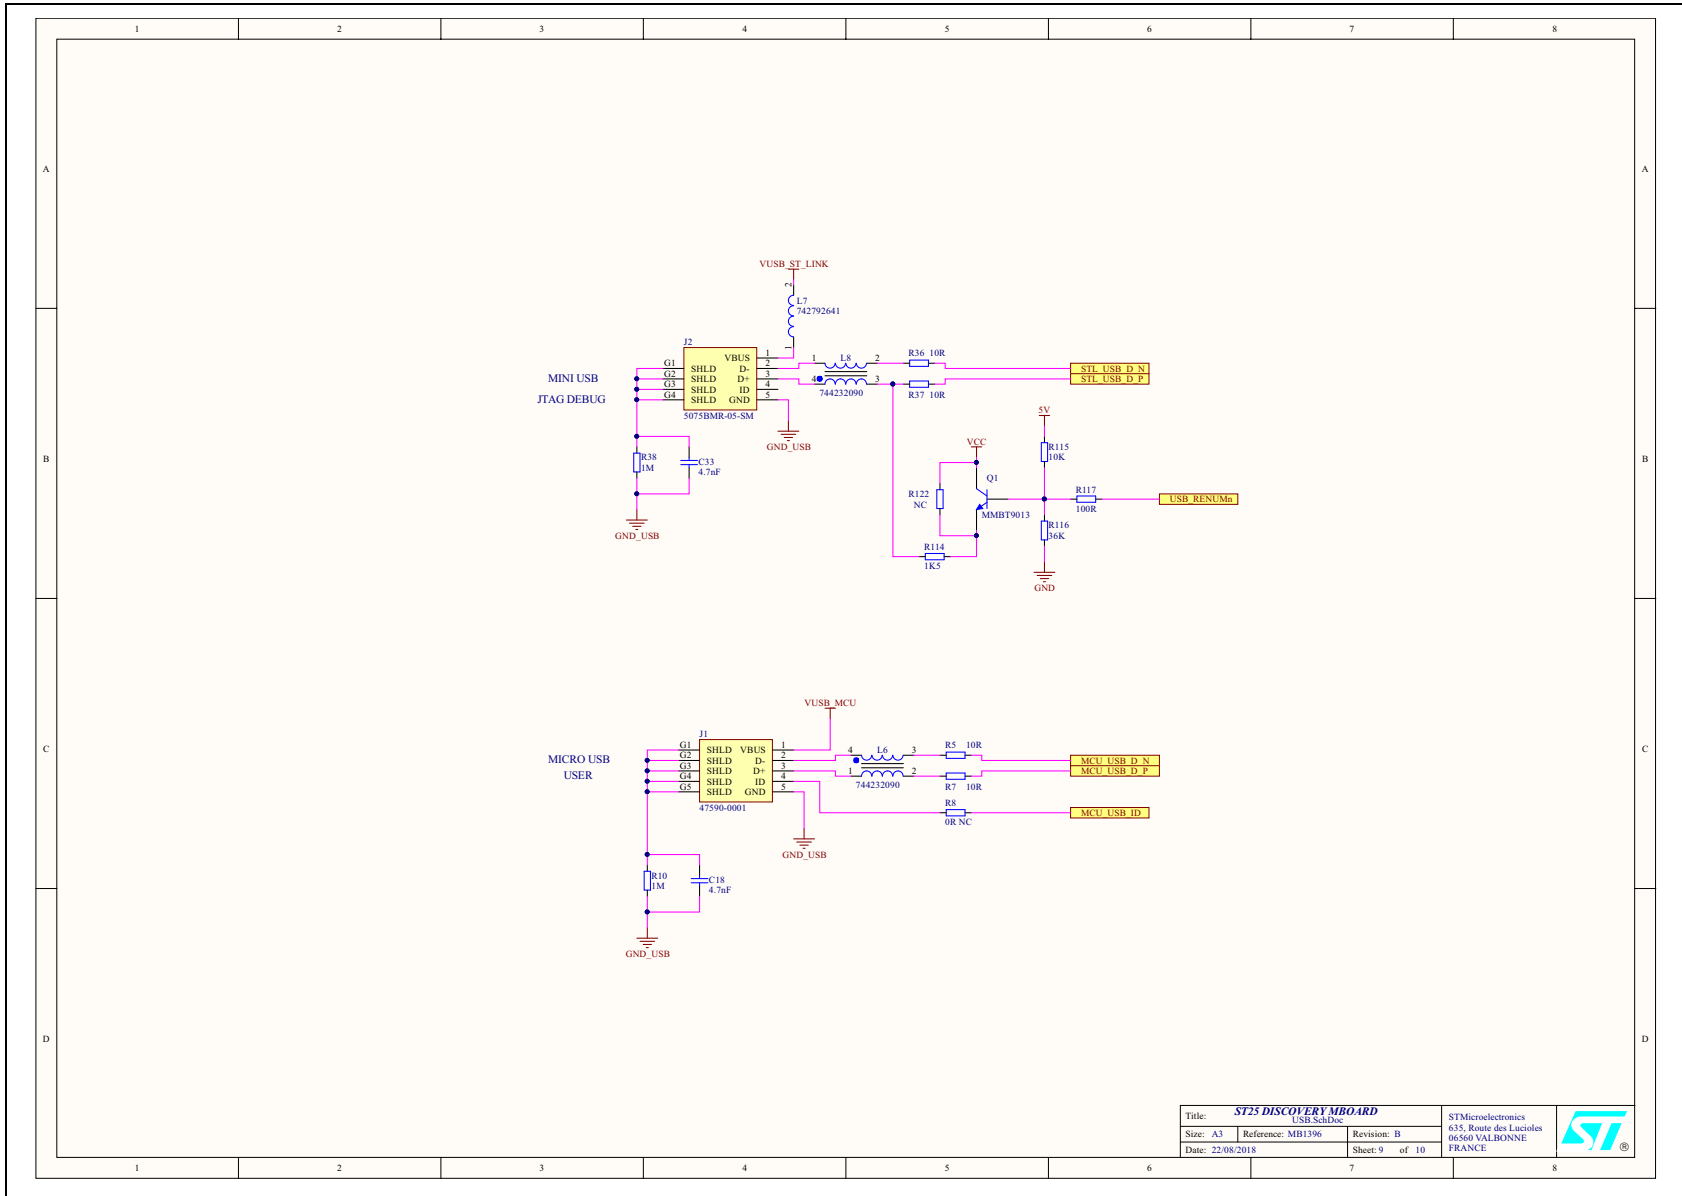 1 2 3 4 5 6 7 8
A A
VUSB_ST_LINK
2
L7
742792641
1
J2
MINI USB
JTAG DEBUG
G1 SHLD VBUS 1
G2 SHLD D- 2
G3 SHLD D+ 3
G4 SHLD ID 4
GND 5
5075BMR-05-SM
1 L8 2
4 3
744232090
R36 10R
R37 10R
STL_USB_D_N
STL_USB_D_P
GND_USB
R38
1M
C33
4.7nF
GND_USB
B B
5V
R115
10K
VCC
Q1
R122
NC
MMBT9013
R117
100R
USB_RENUMn
R116
36K
R114
1K5
GND
VUSB_MCU
J1
C C
MICRO USB
USER
G1 SHLD VBUS 1
G2 SHLD D- 2
G3 SHLD D+ 3
G4 SHLD ID 4
G5 SHLD GND 5
47590-0001
4 L6 3
1 2
744232090
R5 10R
R7 10R
MCU_USB_D_N
MCU_USB_D_P
R8
0R NC
MCU_USB_ID
GND_USB
R10
1M
C18
4.7nF
GND_USB
D D
Title: ST25 DISCOVERY MBOARD
USB.SchDoc
Size: A3 Reference: MB1396 Revision: B
Date: 22/08/2018 Sheet: 9 of 10
STMicroelectronics
635, Route des Lucioles
06560 VALBONNE
FRANCE
ST ®
1 2 3 4 5 6 7 8